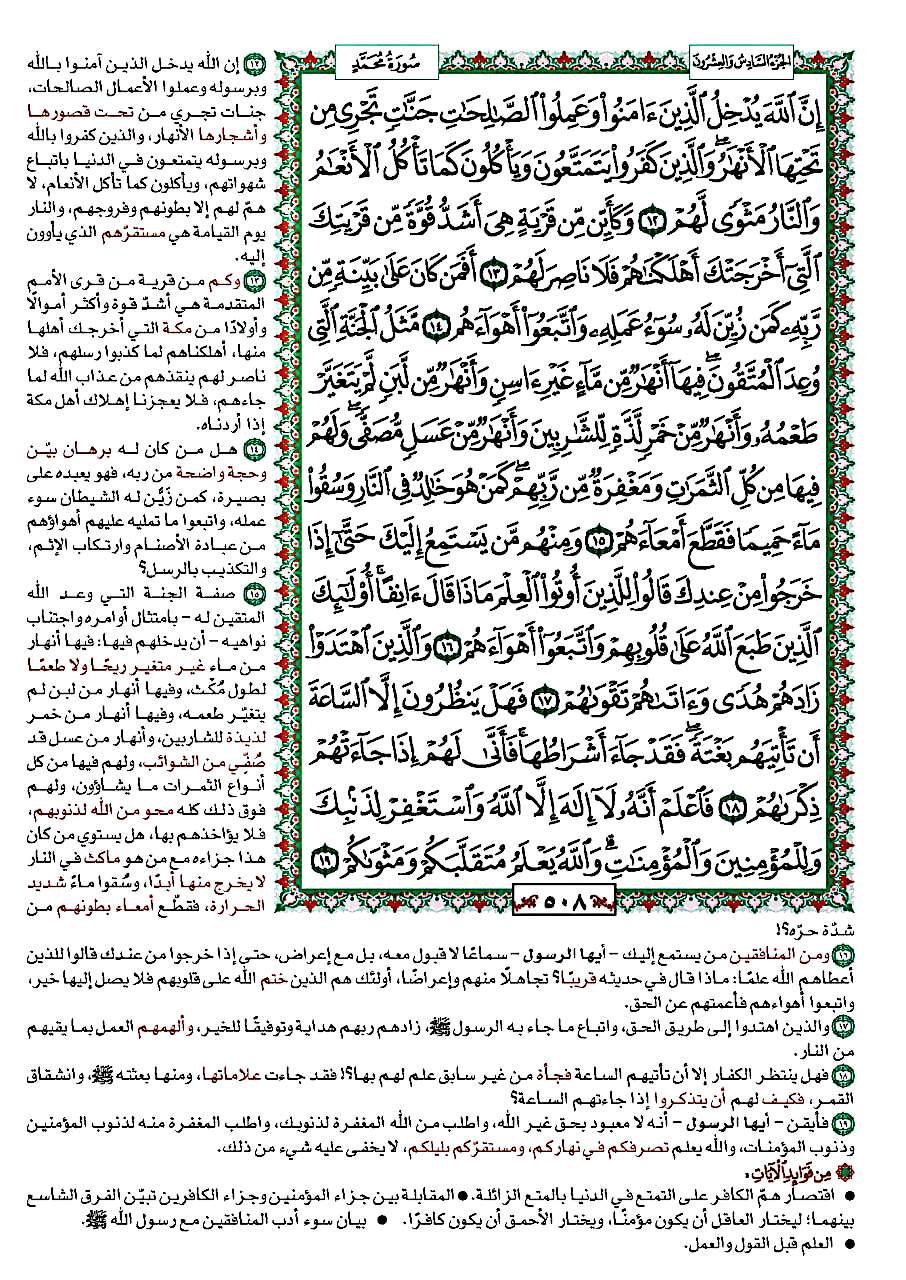 الجزء السادس والعشرون
سورة محمد
إِنَّ ٱللَّهَ يُدْخِلُ ٱلَّذِينَ ءَامَنُوا۟ وَعَمِلُوا۟ ٱلصَّٰلِحَٰتِ جَنَّٰتٍ تَجْرِى مِن
تَحْتِهَا ٱلْأَنْهَٰرُ ۖ وَٱلَّذِينَ كَفَرُوا۟ يَتَمَتَّعُونَ وَيَأْكُلُونَ كَمَا تَأْكُلُ ٱلْأَنْعَٰمُ
وَٱلنَّارُ مَثْوًى لَّهُمْ ١٢ وَكَأَيِّن مِّن قَرْيَةٍ هِىَ أَشَدُّ قُوَّةً مِّن قَرْيَتِكَ
ٱلَّتِىٓ أَخْرَجَتْكَ أَهْلَكْنَٰهُمْ فَلَا نَاصِرَ لَهُمْ ١٣ أَفَمَن كَانَ عَلَىٰ بَيِّنَةٍ مِّن
رَّبِّهِۦ كَمَن زُيِّنَ لَهُۥ سُوٓءُ عَمَلِهِۦ وَٱتَّبَعُوٓا۟ أَهْوَآءَهُم ١٤ مَّثَلُ ٱلْجَنَّةِ ٱلَّتِى
وُعِدَ ٱلْمُتَّقُونَ ۖ فِيهَآ أَنْهَٰرٌ مِّن مَّآءٍ غَيْرِ ءَاسِنٍ وَأَنْهَٰرٌ مِّن لَّبَنٍ لَّمْ يَتَغَيَّرْ
طَعْمُهُۥ وَأَنْهَٰرٌ مِّنْ خَمْرٍ لَّذَّةٍ لِّلشَّٰرِبِينَ وَأَنْهَٰرٌ مِّنْ عَسَلٍ مُّصَفًّى ۖ وَلَهُمْ
فِيهَا مِن كُلِّ ٱلثَّمَرَٰتِ وَمَغْفِرَةٌ مِّن رَّبِّهِمْ ۖ كَمَنْ هُوَ خَٰلِدٌ فِى ٱلنَّارِ وَسُقُوا۟
مَآءً حَمِيمًا فَقَطَّعَ أَمْعَآءَهُمْ ١٥ وَمِنْهُم مَّن يَسْتَمِعُ إِلَيْكَ حَتَّىٰٓ إِذَا
خَرَجُوا۟ مِنْ عِندِكَ قَالُوا۟ لِلَّذِينَ أُوتُوا۟ ٱلْعِلْمَ مَاذَا قَالَ ءَانِفًا ۚ أُو۟لَٰٓئِكَ
ٱلَّذِينَ طَبَعَ ٱللَّهُ عَلَىٰ قُلُوبِهِمْ وَٱتَّبَعُوٓا۟ أَهْوَآءَهُمْ ١٦ وَٱلَّذِينَ ٱهْتَدَوْا۟
زَادَهُمْ هُدًى وَءَاتَىٰهُمْ تَقْوَىٰهُمْ ١٧ فَهَلْ يَنظُرُونَ إِلَّا ٱلسَّاعَةَ
أَن تَأْتِيَهُم بَغْتَةً ۖ فَقَدْ جَآءَ أَشْرَاطُهَا ۚ فَأَنَّىٰ لَهُمْ إِذَا جَآءَتْهُمْ
ذِكْرَىٰهُمْ ١٨ فَٱعْلَمْ أَنَّهُۥ لَآ إِلَٰهَ إِلَّا ٱللَّهُ وَٱسْتَغْفِرْ لِذَنۢبِكَ
وَلِلْمُؤْمِنِينَ وَٱلْمُؤْمِنَٰتِ ۗ وَٱللَّهُ يَعْلَمُ مُتَقَلَّبَكُمْ وَمَثْوَىٰكُمْ ١٩
٥٠٨
١٢ إن الله يدخل الذين آمنوا بالله
وبرسوله وعملوا الأعمال الصالحات،
جنات تجري من تحت قصورها
وأشجارها الأنهار، والذين كفروا بالله
وبرسوله يتمتعون في الدنيا باتباع
شهواتهم، ويأكلون كما تأكل الأنعام، لا
همّ لهم إلا بطونهم وفروجهم، والنار
يوم القيامة هي مستقرّهم الذي يأوون
إليه.
١٣ وكم من قرية من قرى الأمم
المتقدمة هي أشدّ قوة وأكثر أموالًا
وأولادًا من مكة التي أخرجك أهلها
منها، أهلكناهم لما كذبوا رسلهم، فلا
ناصر لهم ينقذهم من عذاب الله لما
جاءهم، فلا يعجزنا إهلاك أهل مكة
إذا أردناه.
١٤ هل من كان له برهان بيّن
وحجة واضحة من ربه، فهو يعبده على
بصيرة، كمن زَيَّن له الشيطان سوء
عمله، واتبعوا ما تمليه عليهم أهواؤهم
من عبادة الأصنام وارتكاب الإثم،
والتكذيب بالرسل؟
١٥ صفة الجنة التي وعد الله
المتقين له – بامتثال أوامره واجتناب
نواهيه – أن يدخلهم فيها: فيها أنهار
من ماء غير متغير ريحًا ولا طعمًا
لطول مُكْث، وفيها أنهار من لبن لم
يتغيّر طعمه، وفيها أنهار من خمر
لذيذة للشاربين، وأنهار من عسل قد
صُفِّي من الشوائب، ولهم فيها من كل
أنواع الثمرات ما يشاؤون، ولهم
فوق ذلك كله محو من الله لذنوبهم،
فلا يؤاخذهم بها، هل يستوي من كان
هذا جزاءه مع من هو ماكث في النار
لا يخرج منها أبدًا، وسُقوا ماءً شديد
الحرارة، فقطّع أمعاء بطونهم من
شدّة حرّه؟!
١٦ ومن المنافقين من يستمع إليك – أيها الرسول – سماعًا لا قبول معه، بل مع إعراض، حتى إذا خرجوا من عندك قالوا للذين
أعطاهم الله علمًا: ماذا قال في حديثه قريبًا؟ تجاهلًا منهم وإعراضًا، أولئك هم الذين ختم الله على قلوبهم فلا يصل إليها خير،
واتبعوا أهواءهم فأعمتهم عن الحق.
١٧ والذين اهتدوا إلى طريق الحق، واتباع ما جاء به الرسول ﷺ، زادهم ربهم هداية وتوفيقًا للخير، وألهمهم العمل بما يقيهم
من النار.
١٨ فهل ينتظر الكفار إلا أن تأتيهم الساعة فجأة من غير سابق علم لهم بها؟! فقد جاءت علاماتها، ومنها بعثته ﷺ، وانشقاق
القمر، فكيف لهم أن يتذكروا إذا جاءتهم الساعة؟
١٩ فأيقن – أيها الرسول – أنه لا معبود بحق غير الله، واطلب من الله المغفرة لذنوبك، واطلب المغفرة منه لذنوب المؤمنين
وذنوب المؤمنات، والله يعلم تصرفكم في نهاركم، ومستقرّكم بليلكم، لا يخفى عليه شيء من ذلك.
من فوائد الآيات:
● اقتصار همّ الكافر على التمتع في الدنيا بالمتع الزائلة. ● المقابلة بين جزاء المؤمنين وجزاء الكافرين تبيّن الفرق الشاسع
بينهما؛ ليختار العاقل أن يكون مؤمنًا، ويختار الأحمق أن يكون كافرًا. ● بيان سوء أدب المنافقين مع رسول الله ﷺ.
● العلم قبل القول والعمل.